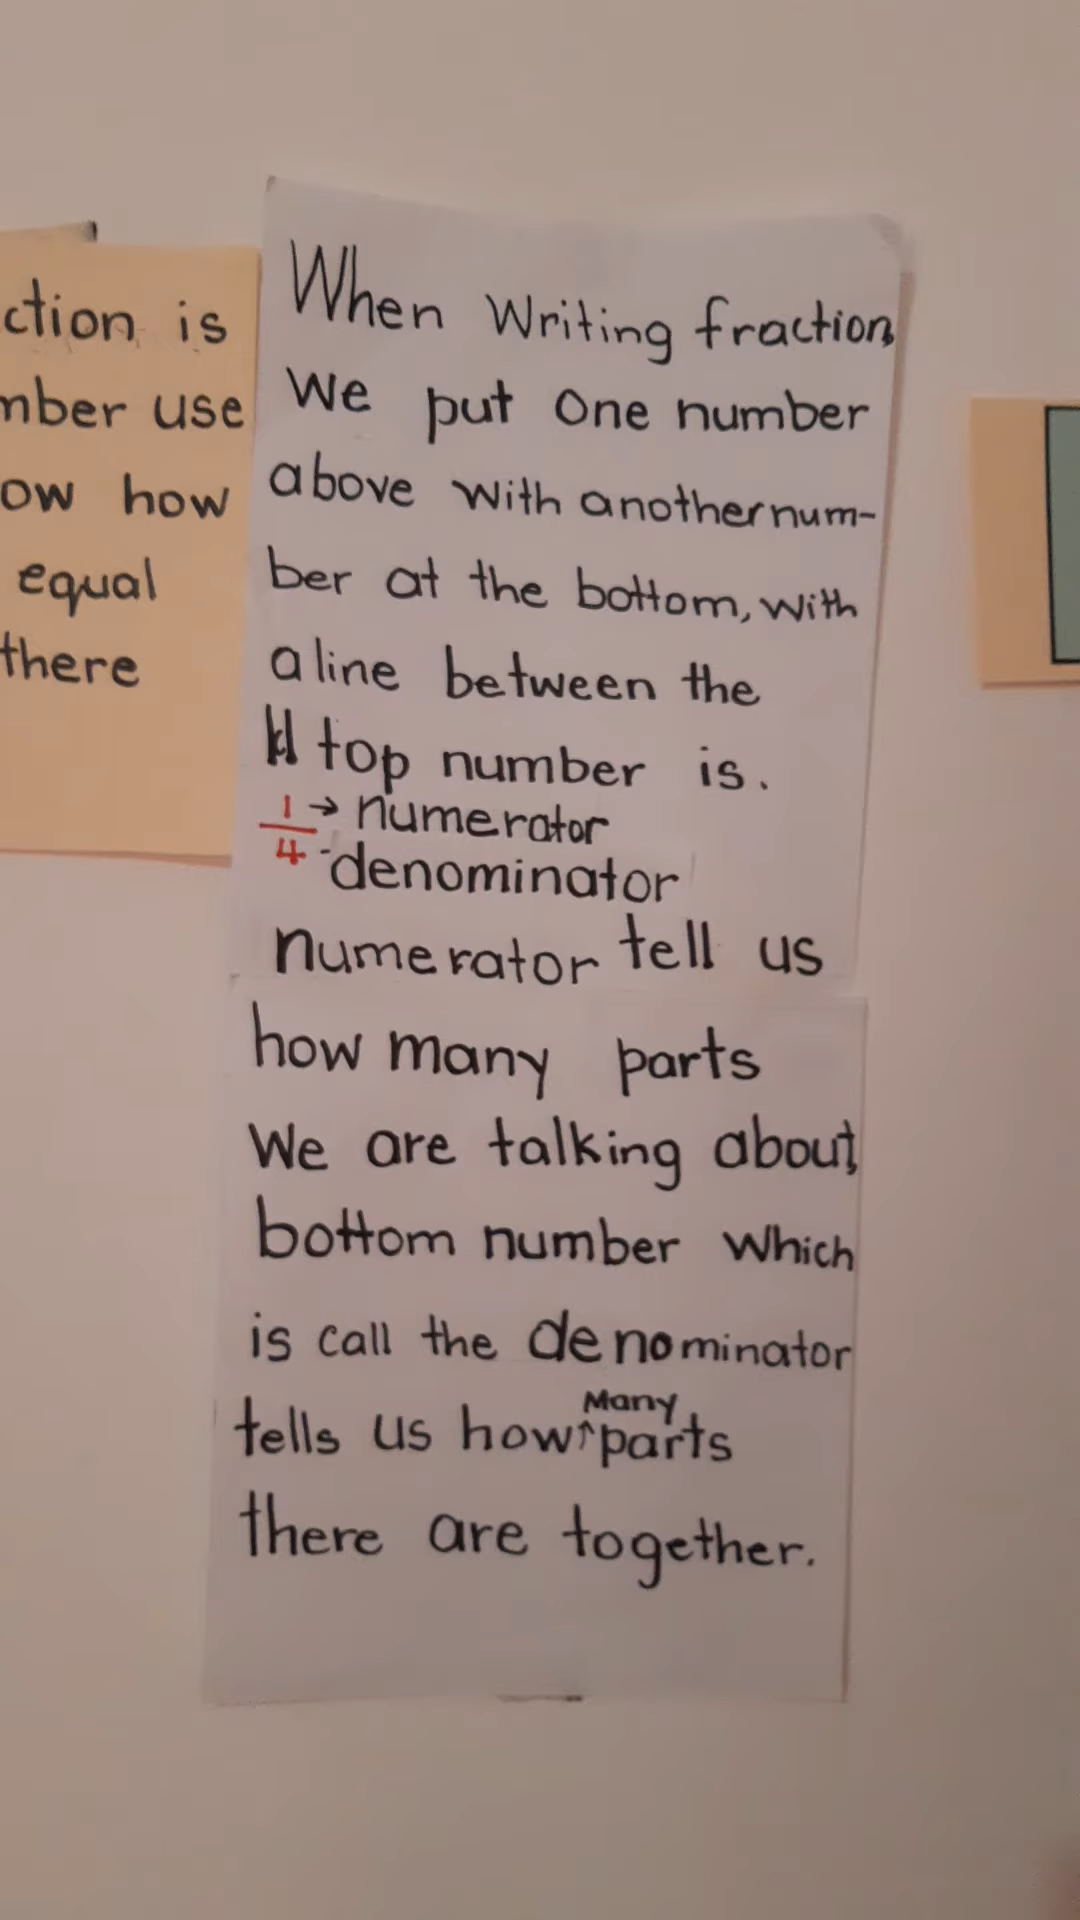 ction is
mber use
ow how
equal
there
When Writing fraction,
We put One number
above with another num-
ber at the bottom, with
a line between the
top number is.
1 → numerator
4 - denominator
numerator tell us
how many parts
We are talking about,
bottom number which
is call the denominator
Many
tells us how↑parts
there are together.